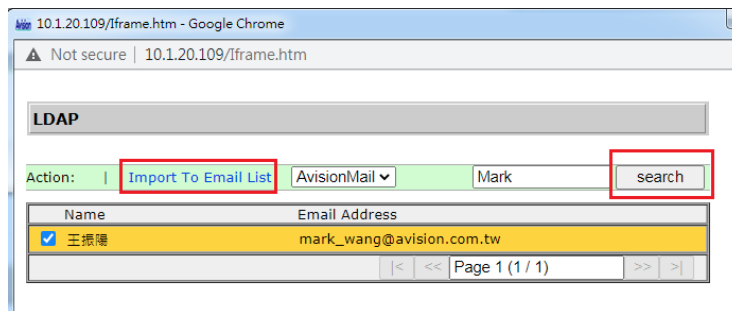 10.1.20.109/Iframe.htm - Google Chrome
Not secure | 10.1.20.109/Iframe.htm
LDAP
Action: | Import To Email List AvisionMail Mark search
Name Email Address
王振陽 mark_wang@avision.com.tw
|< << Page 1 (1 / 1) >> >|